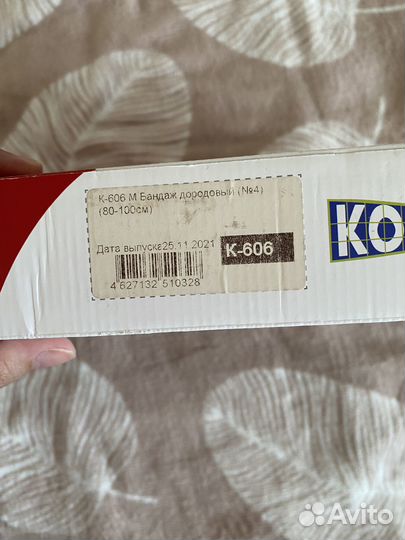 К-606 М Бандаж дородовый (№4)
(80-100см)
Дата выпуска25.11.2021
К-606
4 627132 510328
КО
Avito